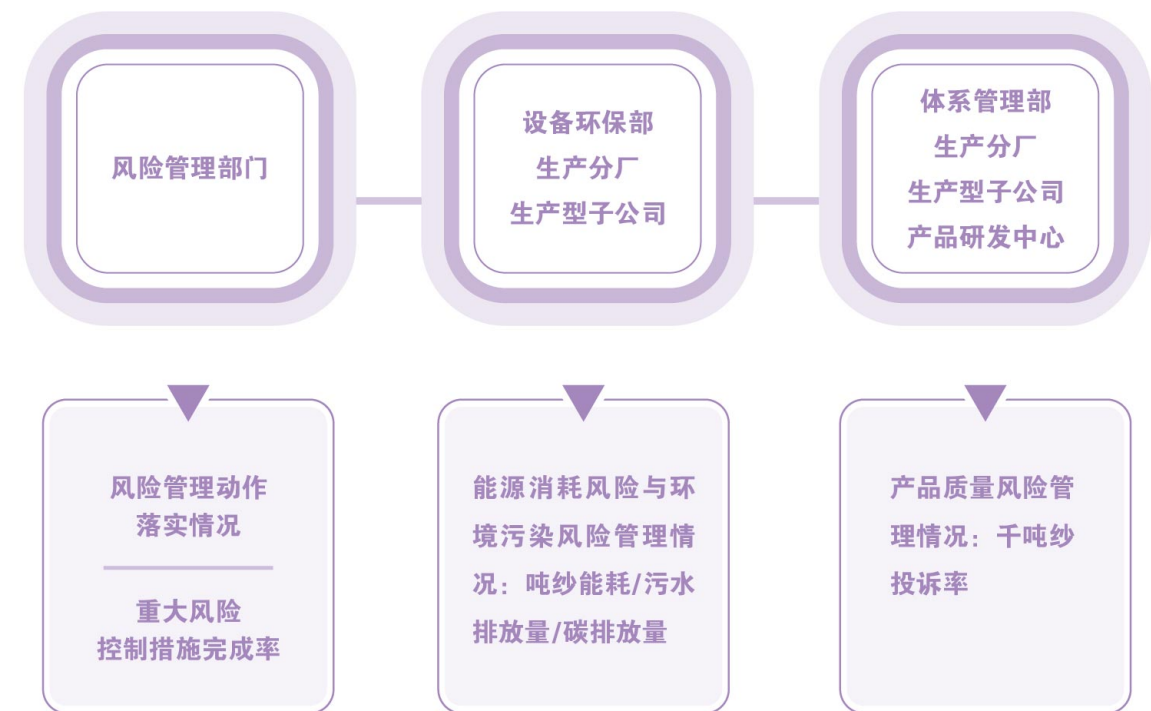 风险管理部门
设备环保部
生产分厂
生产型子公司
体系管理部
生产分厂
生产型子公司
产品研发中心
风险管理动作
落实情况
重大风险
控制措施完成率
能源消耗风险与环
境污染风险管理情
况：吨纱能耗/污水
排放量/碳排放量
产品质量风险管
理情况：千吨纱
投诉率